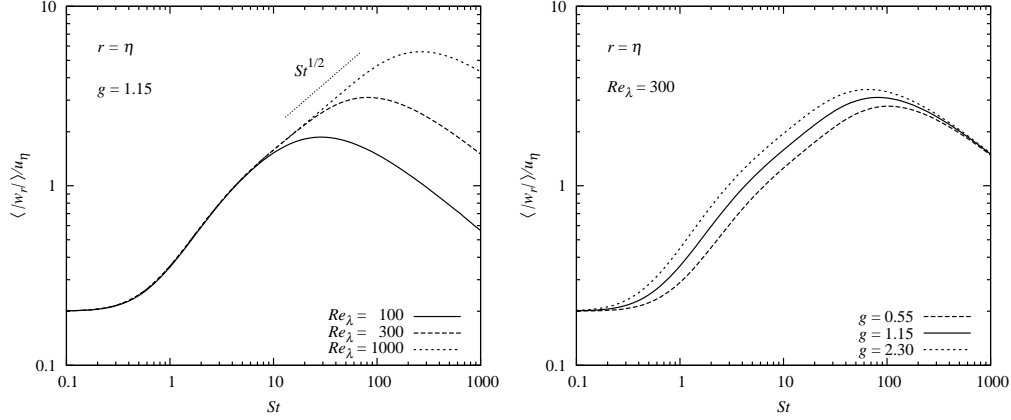 10
r = η
g = 1.15
St^{1/2}
⟨ |w_r| ⟩/u_η
1
0.1
Re_λ = 100
Re_λ = 300
Re_λ = 1000
0.1 1 10 100 1000
St
10
r = η
Re_λ = 300
⟨ |w_r| ⟩/u_η
1
0.1
g = 0.55
g = 1.15
g = 2.30
0.1 1 10 100 1000
St